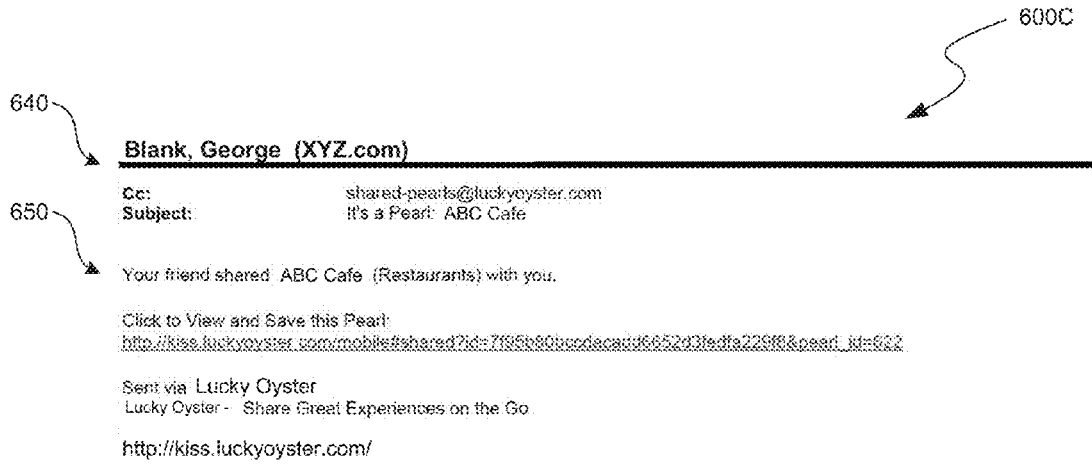 600C
640
Blank, George (XYZ.com)
Cc: shared-pearls@luckyoyster.com
650
Subject: It's a Pearl: ABC Cafe
Your friend shared ABC Cafe (Restaurants) with you.
Click to View and Save this Pearl:
Sent via Lucky Oyster
Lucky Oyster - Share Great Experiences on the Go
http://kiss.luckyoyster.com/